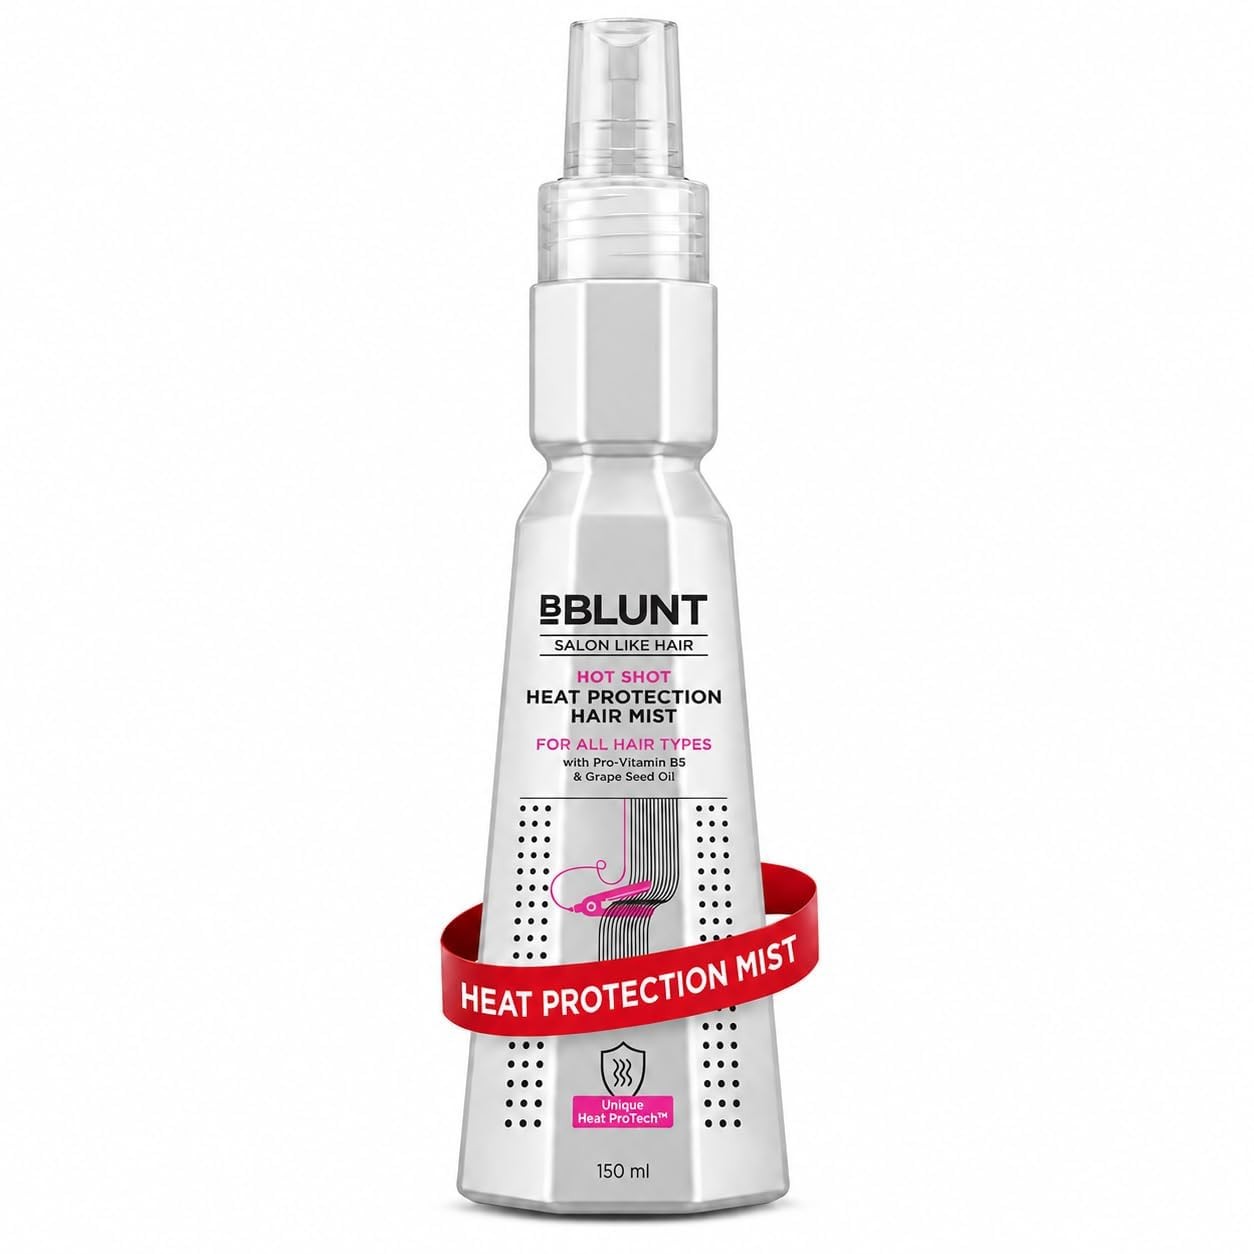 BBLUNT
SALON LIKE HAIR
HOT SHOT
HEAT PROTECTION
HAIR MIST
FOR ALL HAIR TYPES
with Pro-Vitamin B5
& Grape Seed Oil
HEAT PROTECTION MIST
Unique
Heat ProTech™
150 ml